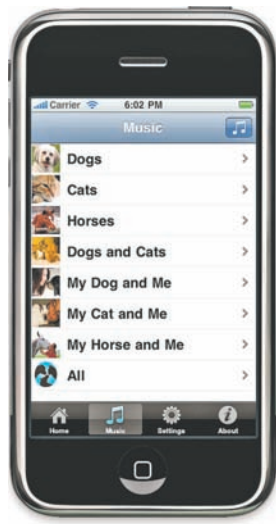 Carrier 6:02 PM
Music
Dogs
Cats
Horses
Dogs and Cats
My Dog and Me
My Cat and Me
My Horse and Me
All
Home Music Settings About